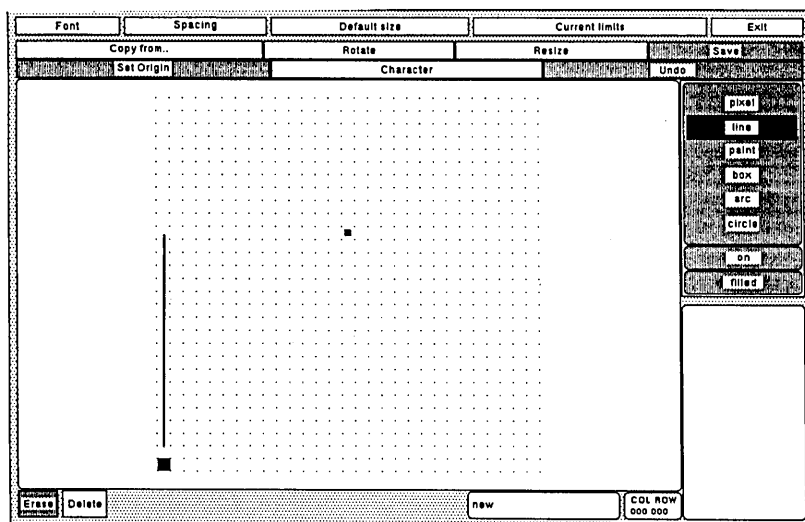 Font Spacing Default size Current limits Exit
Copy from.. Rotate Resize Save
Set Origin Character Undo
pixel
line
paint
box
arc
circle
on
filled
Erase Delete new COL ROW
000 000